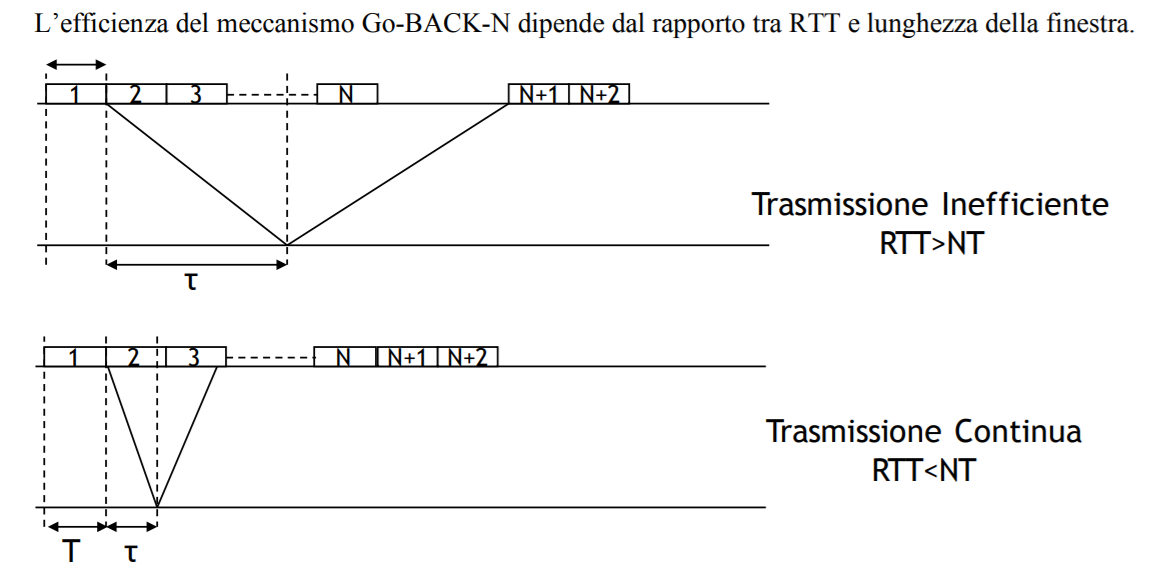 L’efficienza del meccanismo Go-BACK-N dipende dal rapporto tra RTT e lunghezza della finestra.
1 2 3 N N+1 N+2
Trasmissione Inefficiente
RTT>NT
τ
1 2 3 N N+1 N+2
Trasmissione Continua
RTT<NT
T τ